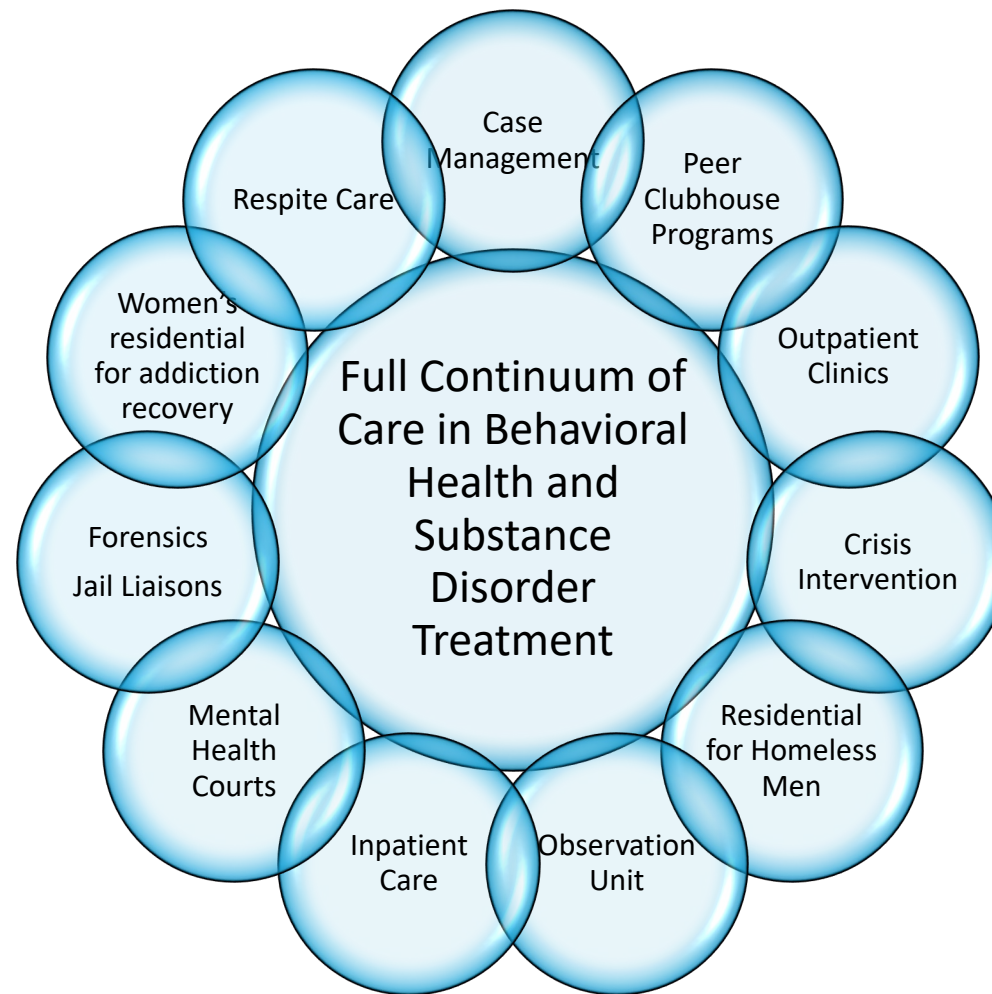 Case
Management
Peer
Clubhouse
Programs
Outpatient
Clinics
Crisis
Intervention
Residential
for Homeless
Men
Observation
Unit
Inpatient
Care
Mental
Health
Courts
Forensics
Jail Liaisons
Women's
residential
for addiction
recovery
Respite Care
Full Continuum of
Care in Behavioral
Health and
Substance
Disorder
Treatment